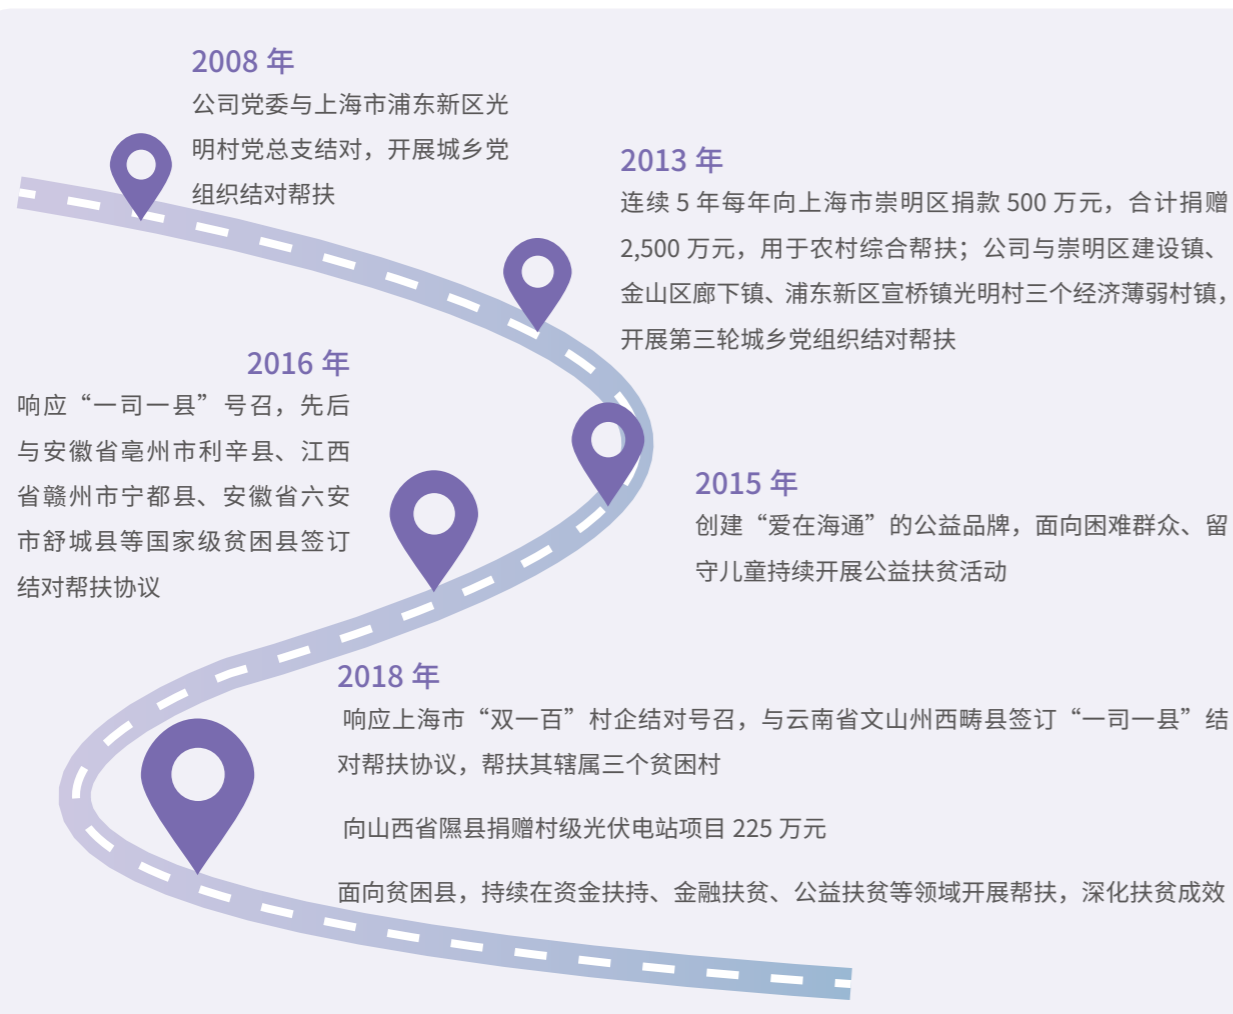 2008 年
公司党委与上海市浦东新区光
明村党总支结对，开展城乡党
组织结对帮扶
2013 年
连续 5 年每年向上海市崇明区捐款 500 万元，合计捐赠
2,500 万元，用于农村综合帮扶；公司与崇明区建设镇、
金山区廊下镇、浦东新区宣桥镇光明村三个经济薄弱村镇，
开展第三轮城乡党组织结对帮扶
2015 年
创建“爱在海通”的公益品牌，面向困难群众、留
守儿童持续开展公益扶贫活动
2016 年
响应“一司一县”号召，先后
与安徽省亳州市利辛县、江西
省赣州市宁都县、安徽省六安
市舒城县等国家级贫困县签订
结对帮扶协议
2018 年
响应上海市“双一百”村企结对号召，与云南省文山州西畴县签订“一司一县”结
对帮扶协议，帮扶其辖属三个贫困村
向山西省隰县捐赠村级光伏电站项目 225 万元
面向贫困县，持续在资金扶持、金融扶贫、公益扶贫等领域开展帮扶，深化扶贫成效